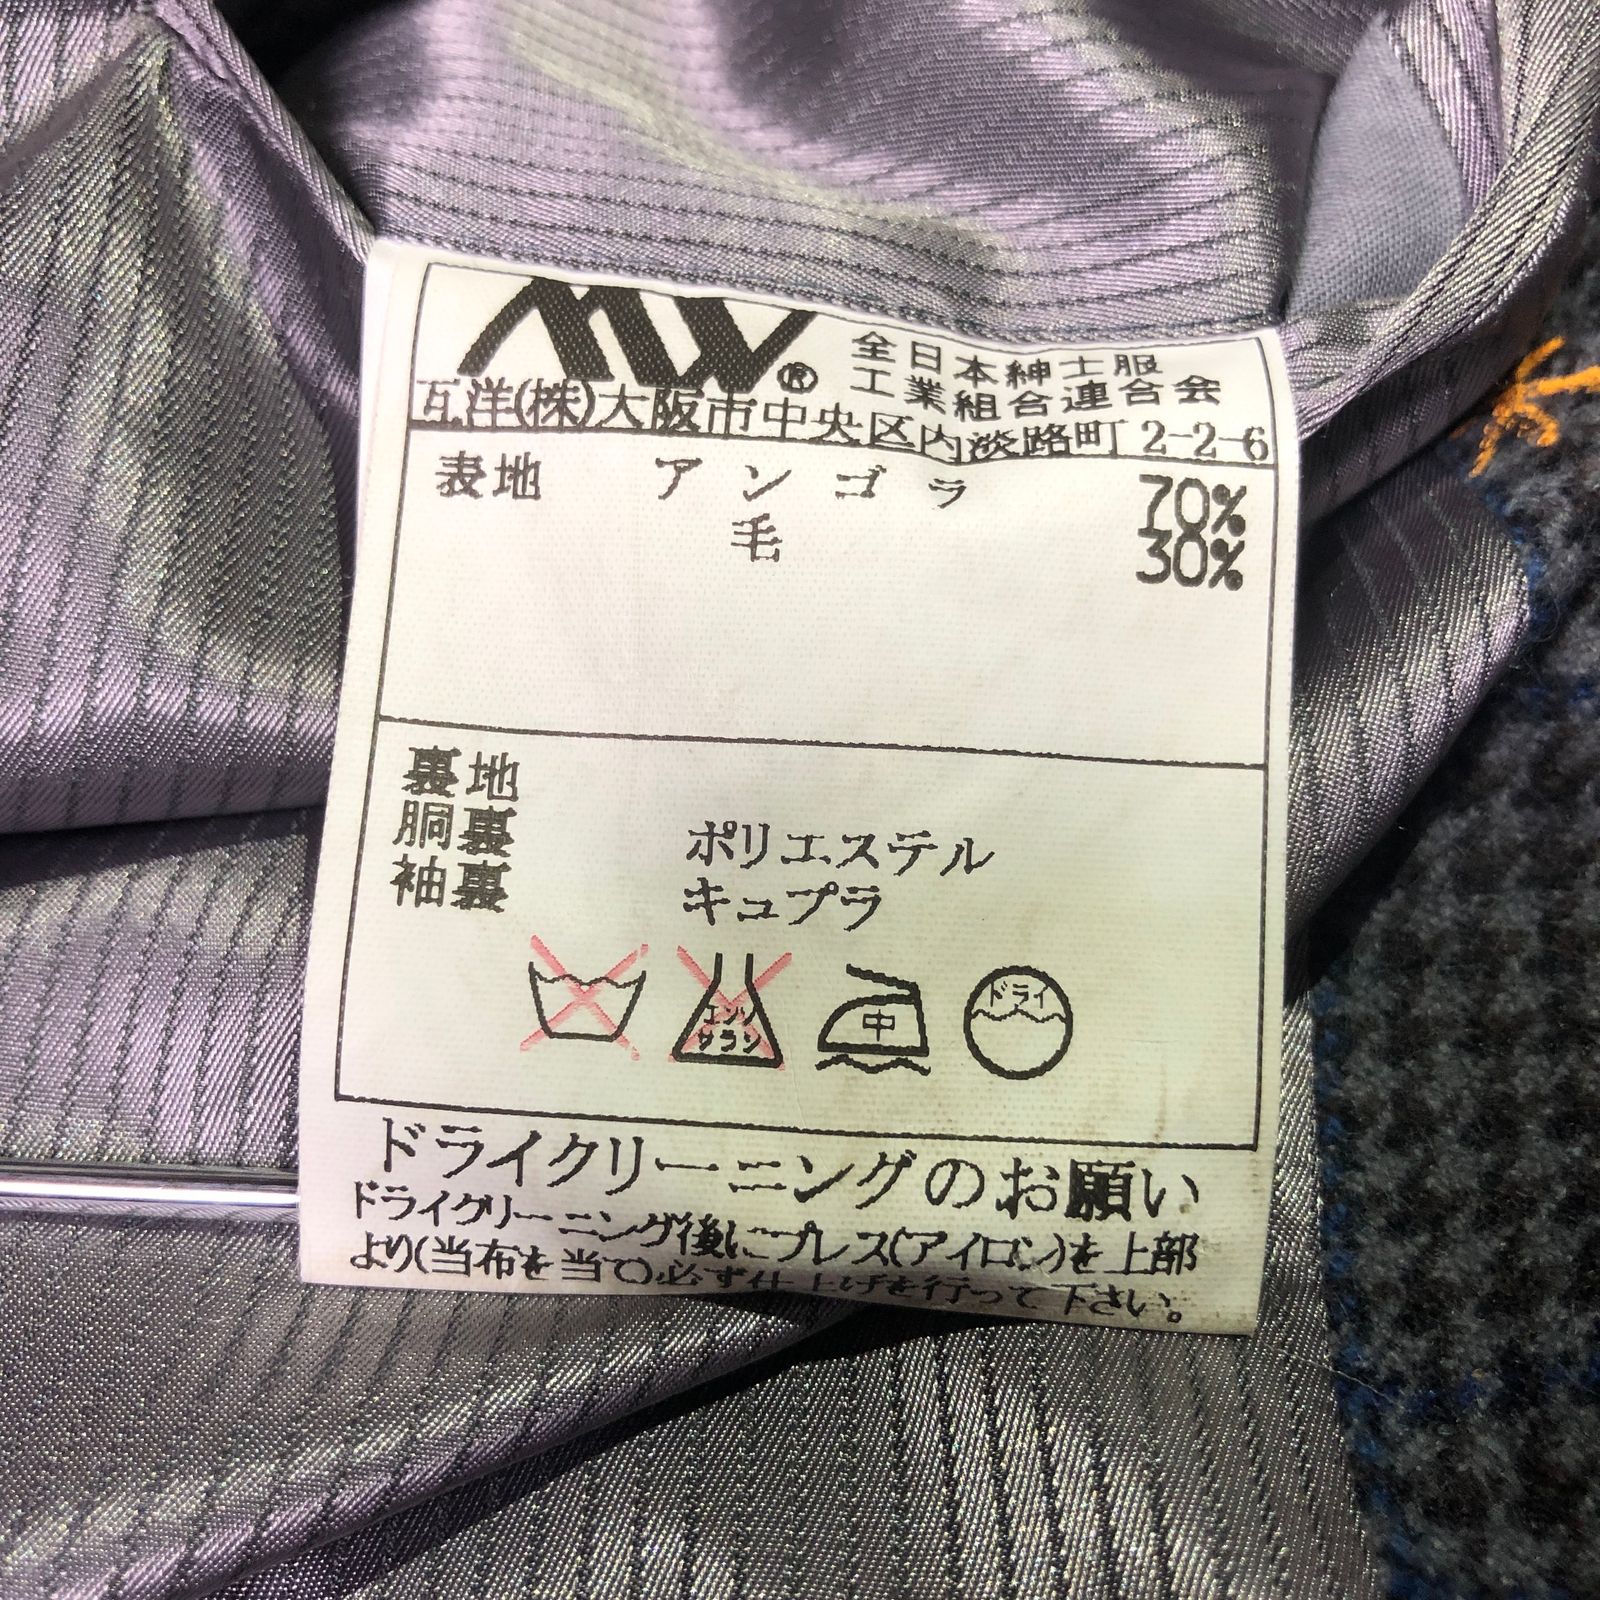 MW®
全日本紳士服
工業組合連合会
互洋(株)大阪市中央区内淡路町 2-2-6
表地 アンゴラ 70%
毛 30%
裏地
胴裏 ポリエステル
袖裏 キュプラ
エンソ
サラシ
中
ドライ
ドライクリーニングのお願い
ドライクリーニング後にプレス(アイロン)を上部
より(当布を当て)必ず仕上げを行って下さい。